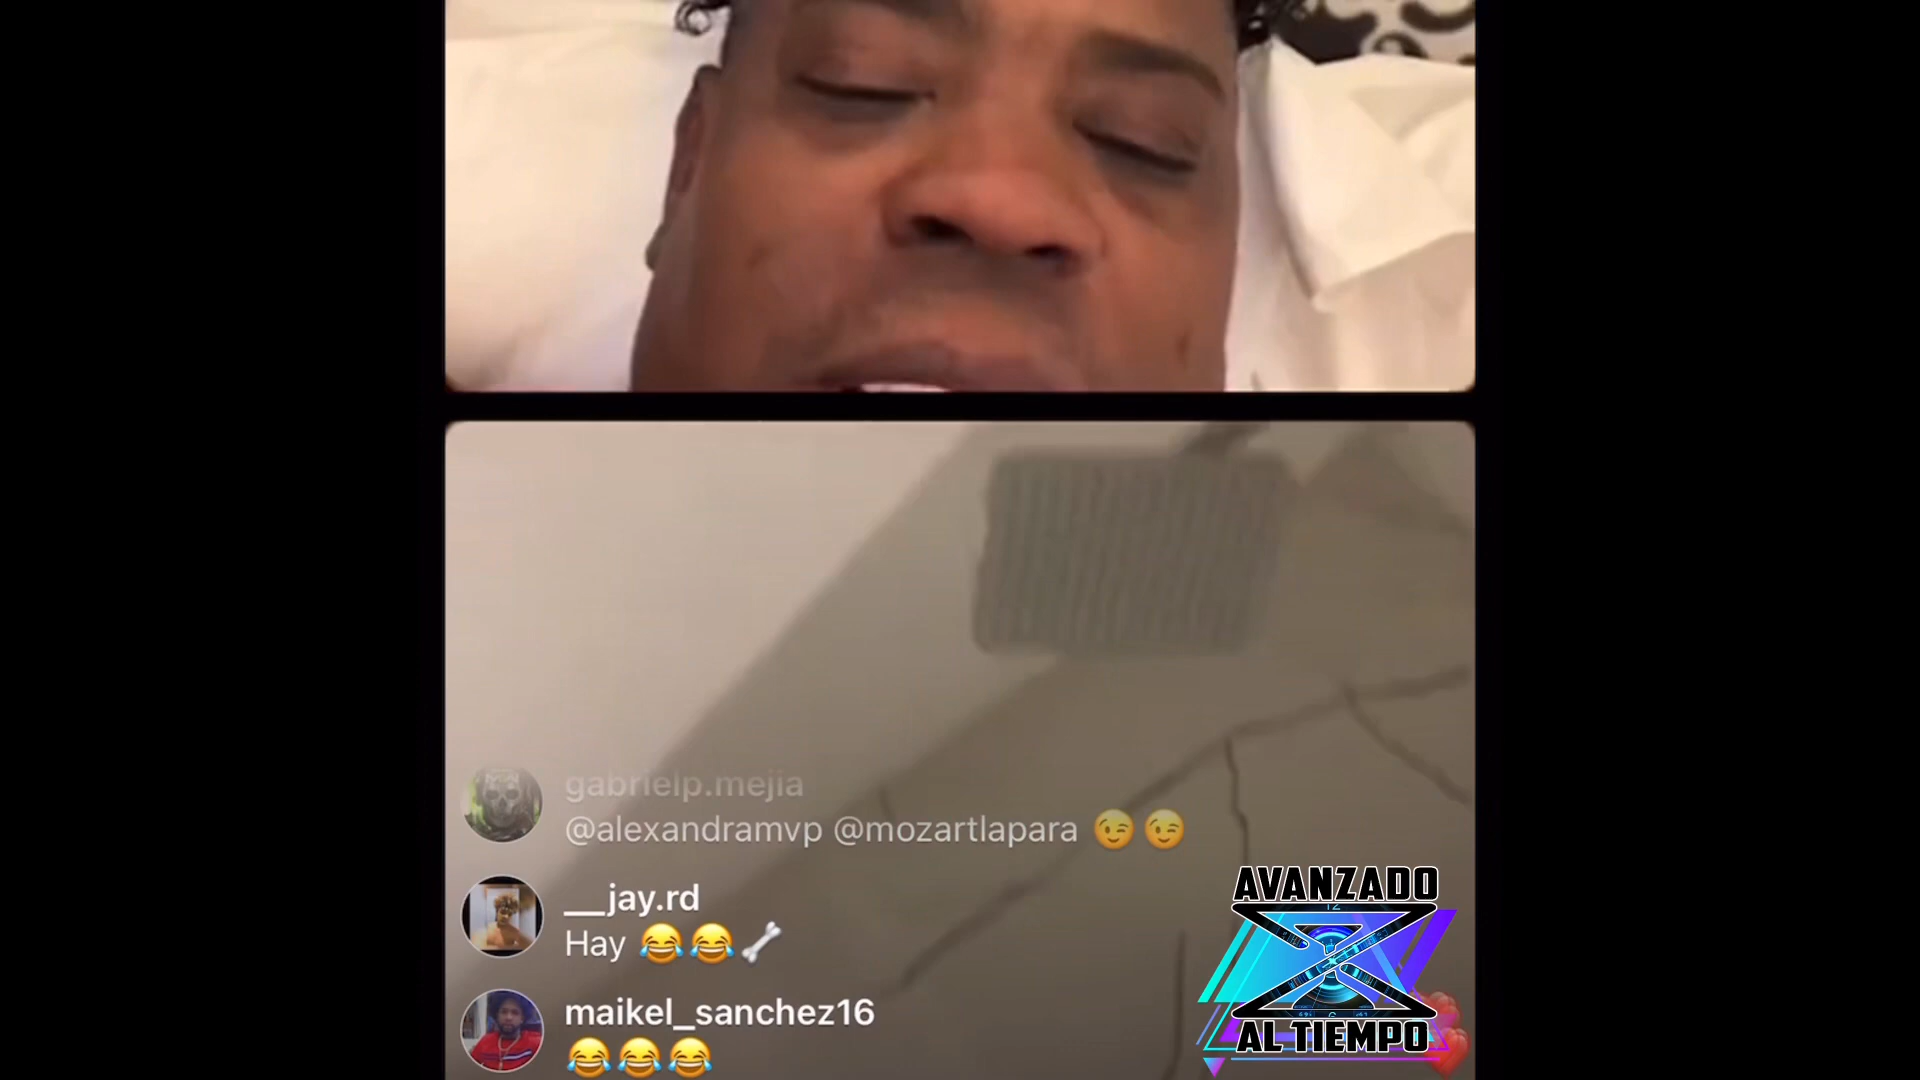 gabrielp.mejia
@alexandramvp @mozartlapara 😉😉
__jay.rd
Hay 😂😂🦴
maikel_sanchez16
😂😂😂
AVANZADO
AL TIEMPO